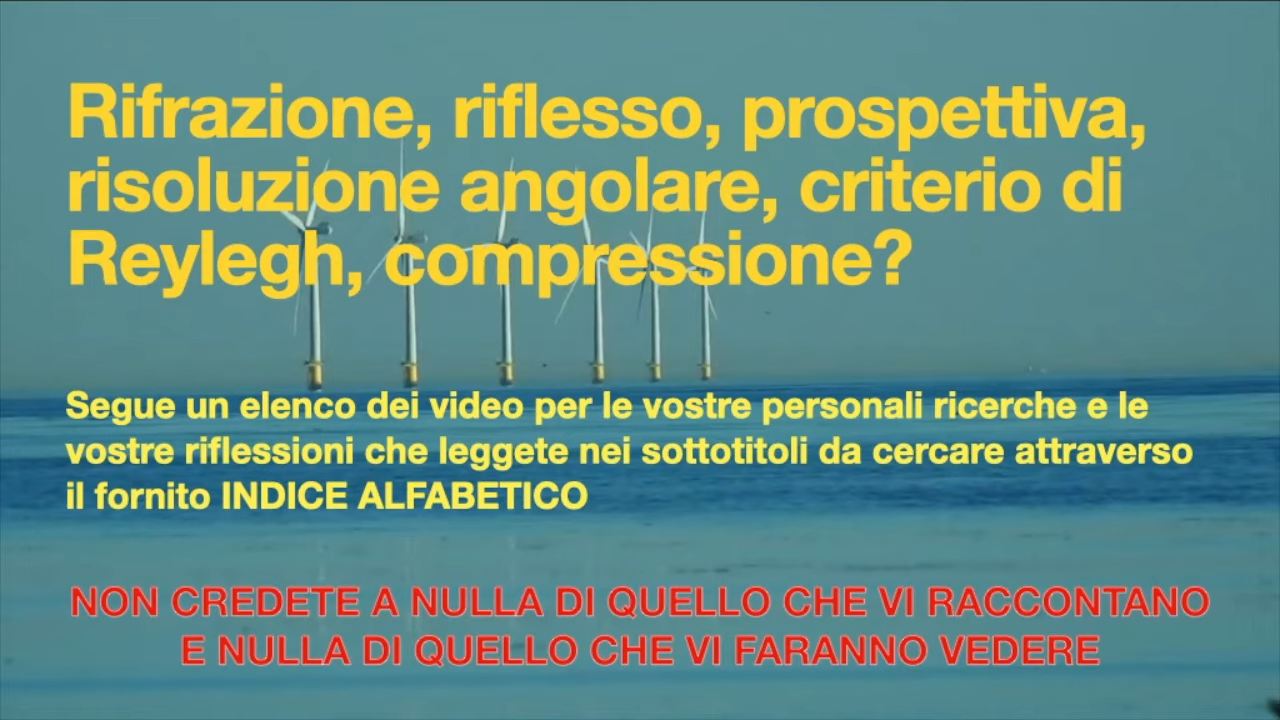 Rifrazione, riflesso, prospettiva,
risoluzione angolare, criterio di
Reylegh, compressione?
Segue un elenco dei video per le vostre personali ricerche e le
vostre riflessioni che leggete nei sottotitoli da cercare attraverso
il fornito INDICE ALFABETICO
NON CREDETE A NULLA DI QUELLO CHE VI RACCONTANO
E NULLA DI QUELLO CHE VI FARANNO VEDERE